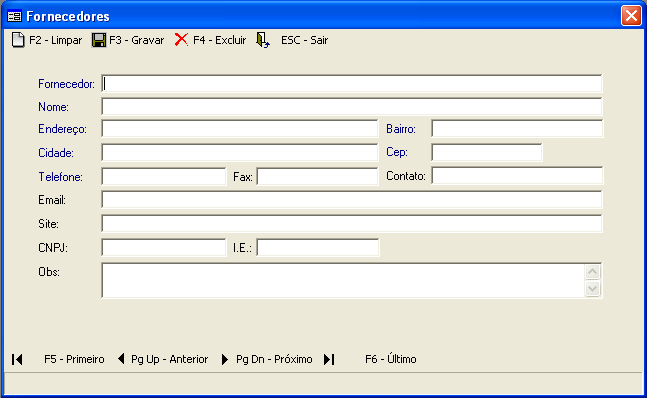 Fornecedores
F2 - Limpar F3 - Gravar F4 - Excluir ESC - Sair
Fornecedor:
Nome:
Endereço: Bairro:
Cidade: Cep:
Telefone: Fax: Contato:
Email:
Site:
CNPJ: I.E.:
Obs:
F5 - Primeiro Pg Up - Anterior Pg Dn - Próximo F6 - Último